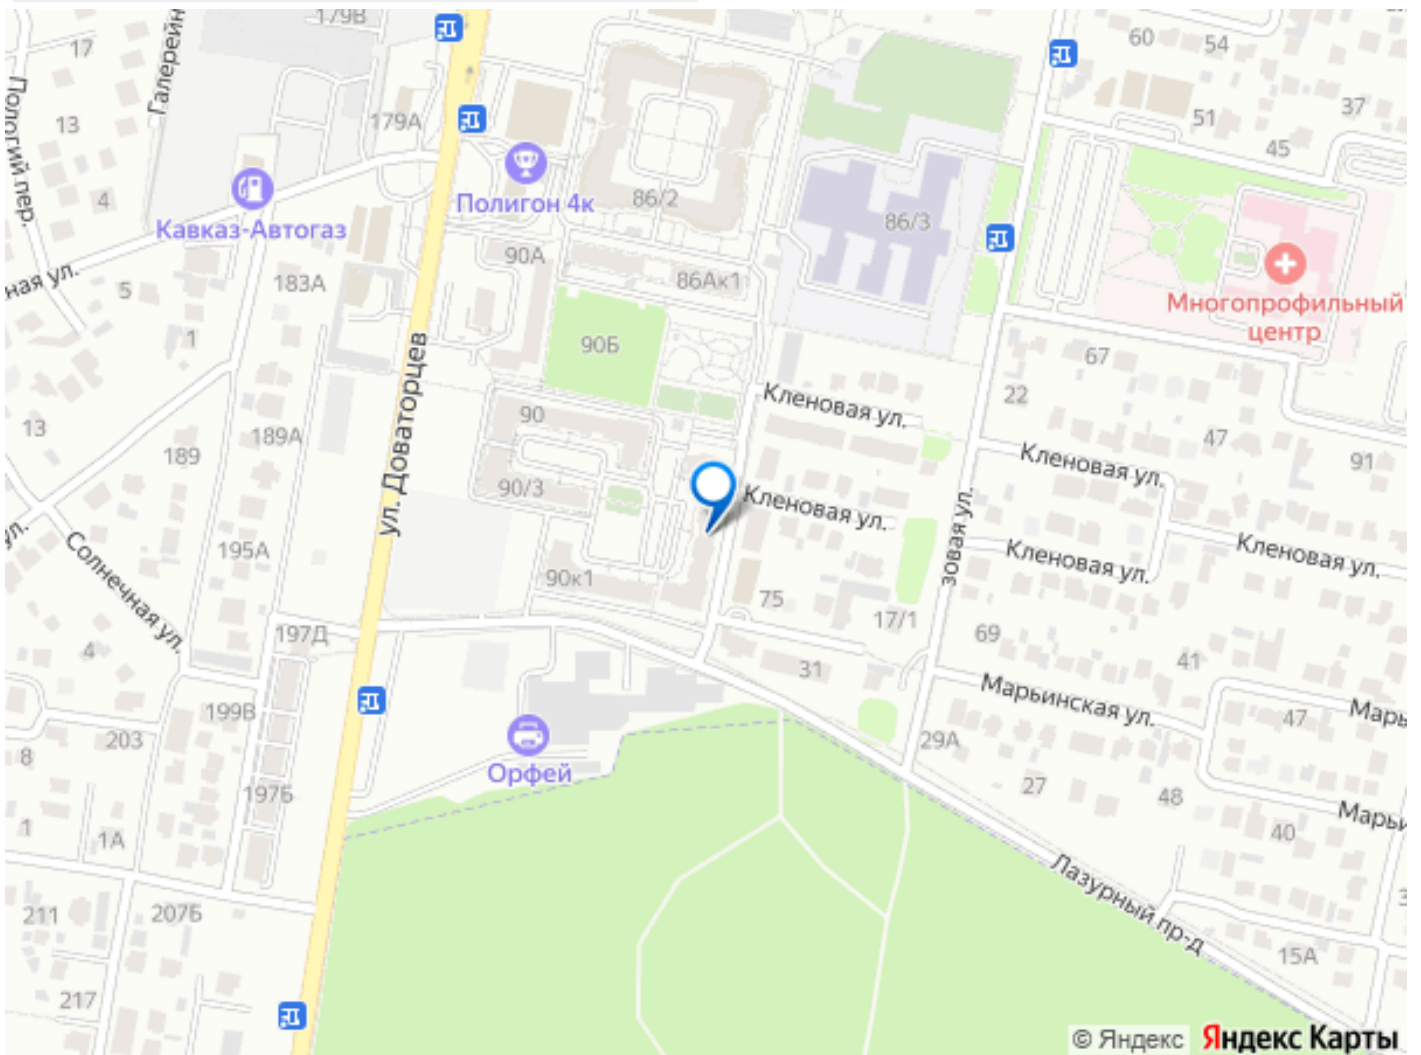 179В
60
54
17
Галерейн
37
Пологий пер.
13
179А
51
45
Полигон 4к
4
86/2
86/3
Кавказ-Автогаз
90А
ная ул.
5
183А
86Ак1
Многопрофильный
центр
1
90Б
67
ул. Доваторцев
22
Кленовая ул.
90
13
189А
47
189
Кленовая ул.
91
90/3
Кленовая ул.
ул.
зовая ул.
195А
Кленовая ул.
Кленовая ул.
Солнечная ул.
90к1
75
17/1
197Д
69
4
31
41
Марьинская ул.
199В
47
Марь
203
29А
8
Орфей
27
48
197Б
Марьи
1
1А
40
Лазурный пр-д
211
207Б
15А
217
© Яндекс
Яндекс Карты